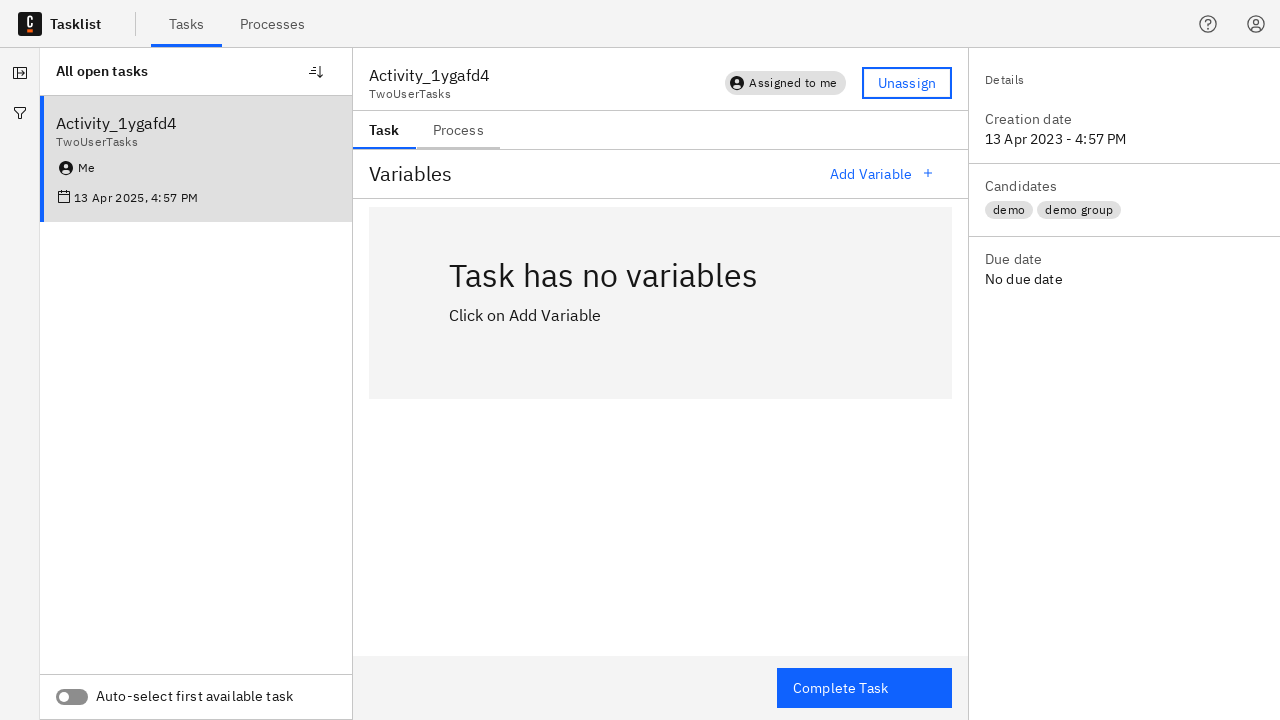 Tasklist
Tasks
Processes
All open tasks
Activity_1ygafd4
TwoUserTasks
Me
13 Apr 2025, 4:57 PM
Auto-select first available task
Activity_1ygafd4
TwoUserTasks
Assigned to me
Unassign
Task
Process
Variables
Add Variable
Task has no variables
Click on Add Variable
Complete Task
Details
Creation date
13 Apr 2023 - 4:57 PM
Candidates
demo
demo group
Due date
No due date